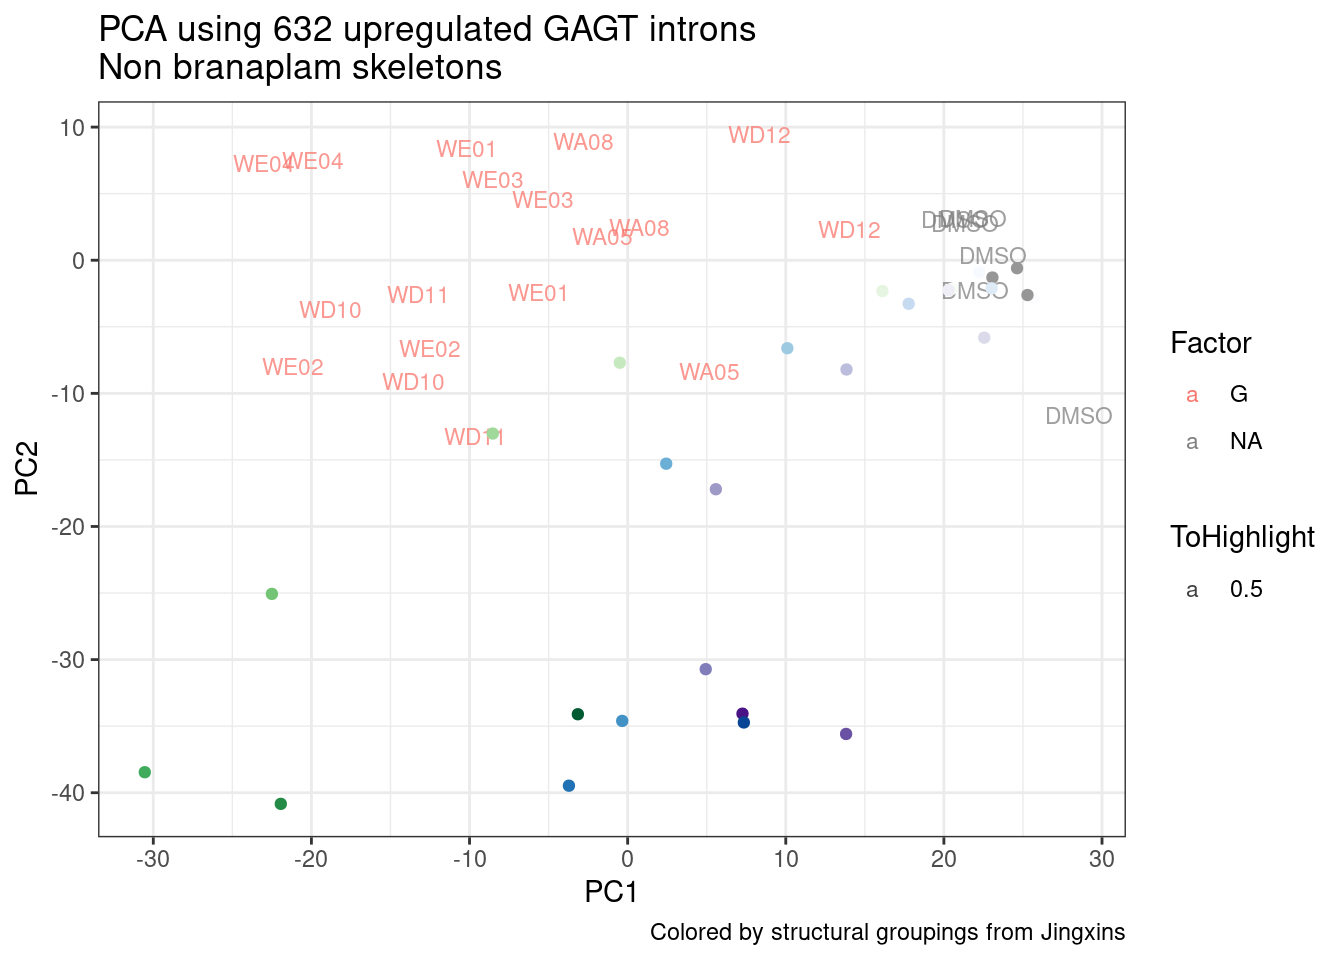 PCA using 632 upregulated GAGT introns
Non branaplam skeletons
10
0
-10
-20
-30
-40
PC2
WD12
WA08
WE01
WE04
WE04
WE03
WE03
DMSO
DMSO
DMSO
WA08
WD12
WA05
DMSO
DMSO
WE01
WD11
WD10
WE02
WE02
WA05
WD10
DMSO
WD11
-30
-20
-10
0
10
20
30
PC1
Factor
a G
a NA
ToHighlight
a 0.5
Colored by structural groupings from Jingxins